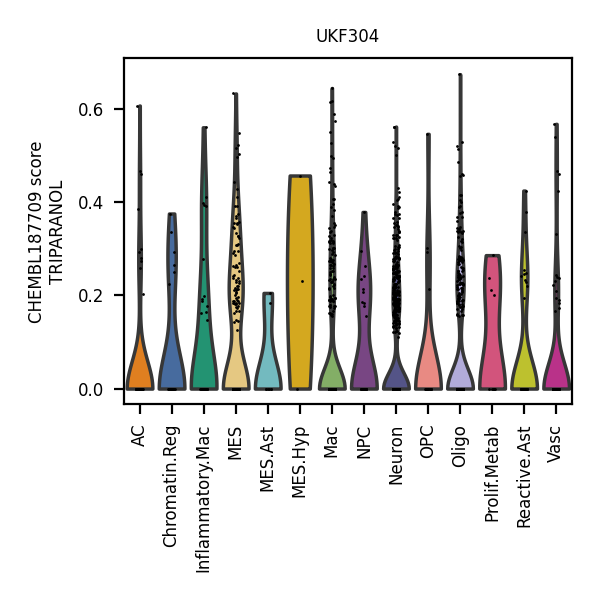 UKF304
CHEMBL187709 score
TRIPARANOL
0.6
0.4
0.2
0.0
AC
Chromatin.Reg
Inflammatory.Mac
MES
MES.Ast
MES.Hyp
Mac
NPC
Neuron
OPC
Oligo
Prolif.Metab
Reactive.Ast
Vasc